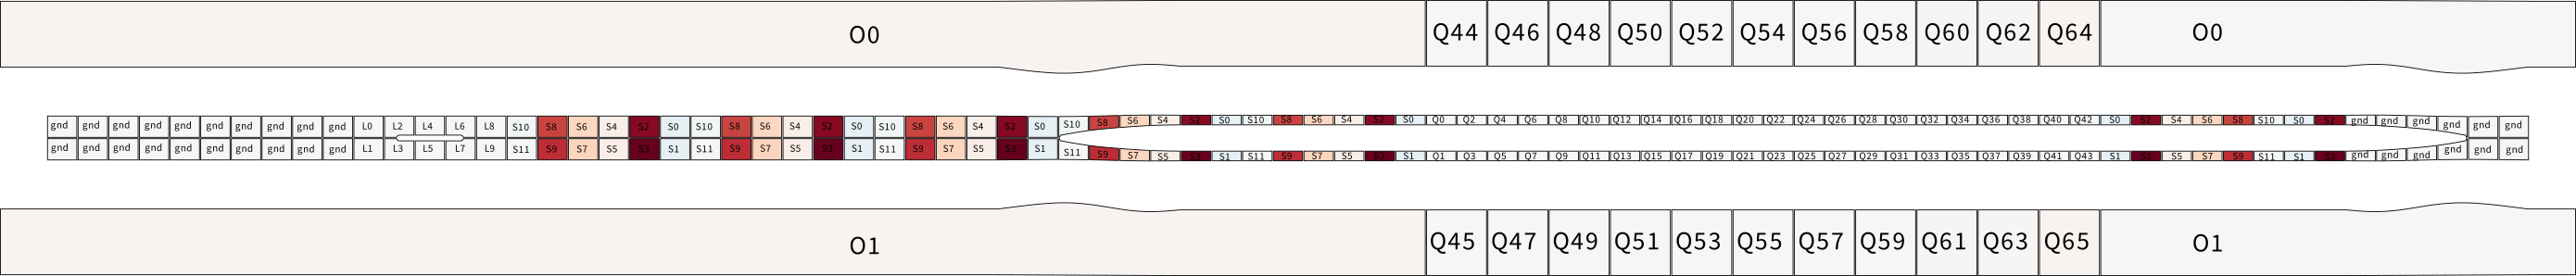 O0 Q44 Q46 Q48 Q50 Q52 Q54 Q56 Q58 Q60 Q62 Q64 O0
gnd gnd gnd gnd gnd gnd gnd gnd gnd gnd L0 L2 L4 L6 L8 S10 S8 S6 S4 S2 S0 S10 S8 S6 S4 S2 S0 S10 S8 S6 S4 S2 S0 S10 S8 S6 S4 S2 S0 S10 S8 S6 S4 S2 S0 Q0 Q2 Q4 Q6 Q8 Q10 Q12 Q14 Q16 Q18 Q20 Q22 Q24 Q26 Q28 Q30 Q32 Q34 Q36 Q38 Q40 Q42 S0 S2 S4 S6 S8 S10 S0 S2 gnd gnd gnd gnd gnd gnd
gnd gnd gnd gnd gnd gnd gnd gnd gnd gnd L1 L3 L5 L7 L9 S11 S9 S7 S5 S3 S1 S11 S9 S7 S5 S3 S1 S11 S9 S7 S5 S3 S1 S11 S9 S7 S5 S3 S1 S11 S9 S7 S5 S3 S1 Q1 Q3 Q5 Q7 Q9 Q11 Q13 Q15 Q17 Q19 Q21 Q23 Q25 Q27 Q29 Q31 Q33 Q35 Q37 Q39 Q41 Q43 S1 S3 S5 S7 S9 S11 S1 S3 gnd gnd gnd gnd gnd gnd
O1 Q45 Q47 Q49 Q51 Q53 Q55 Q57 Q59 Q61 Q63 Q65 O1